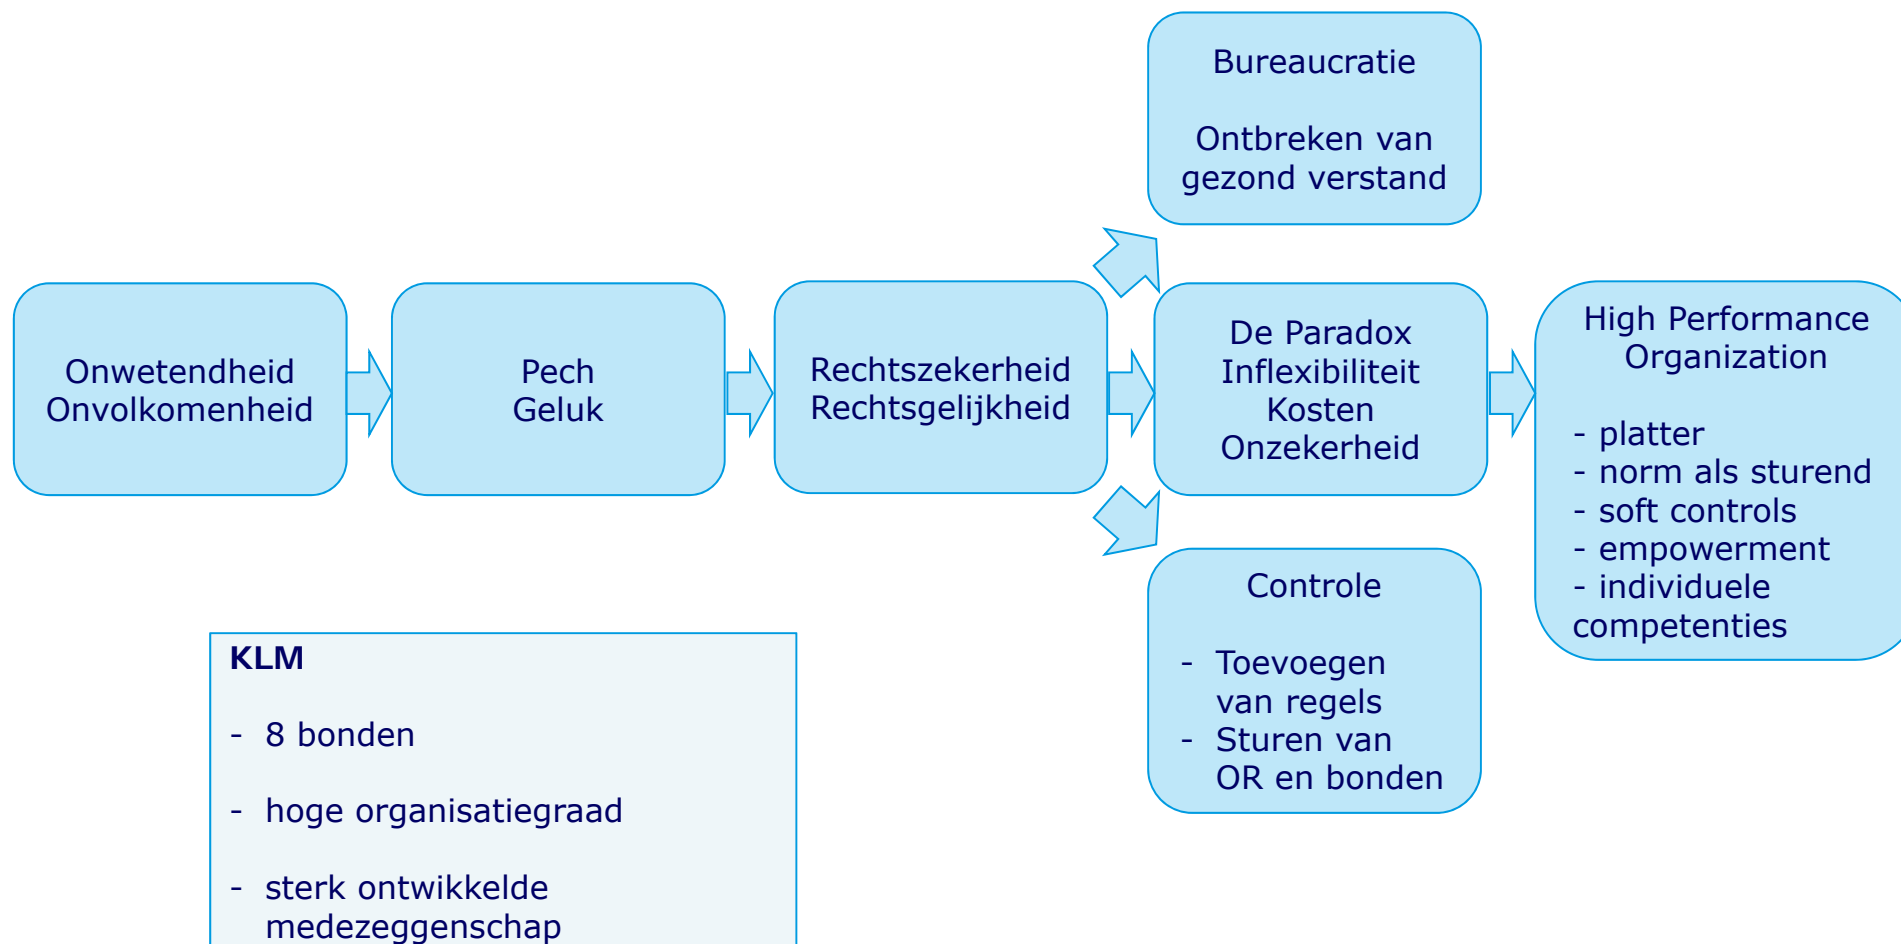 Onwetendheid
Onvolkomenheid
Pech
Geluk
Rechtszekerheid
Rechtsgelijkheid
Bureaucratie
Ontbreken van
gezond verstand
De Paradox
Inflexibiliteit
Kosten
Onzekerheid
Controle
- Toevoegen
van regels
- Sturen van
OR en bonden
High Performance
Organization
- platter
- norm als sturend
- soft controls
- empowerment
- individuele
competenties
KLM
- 8 bonden
- hoge organisatiegraad
- sterk ontwikkelde
medezeggenschap